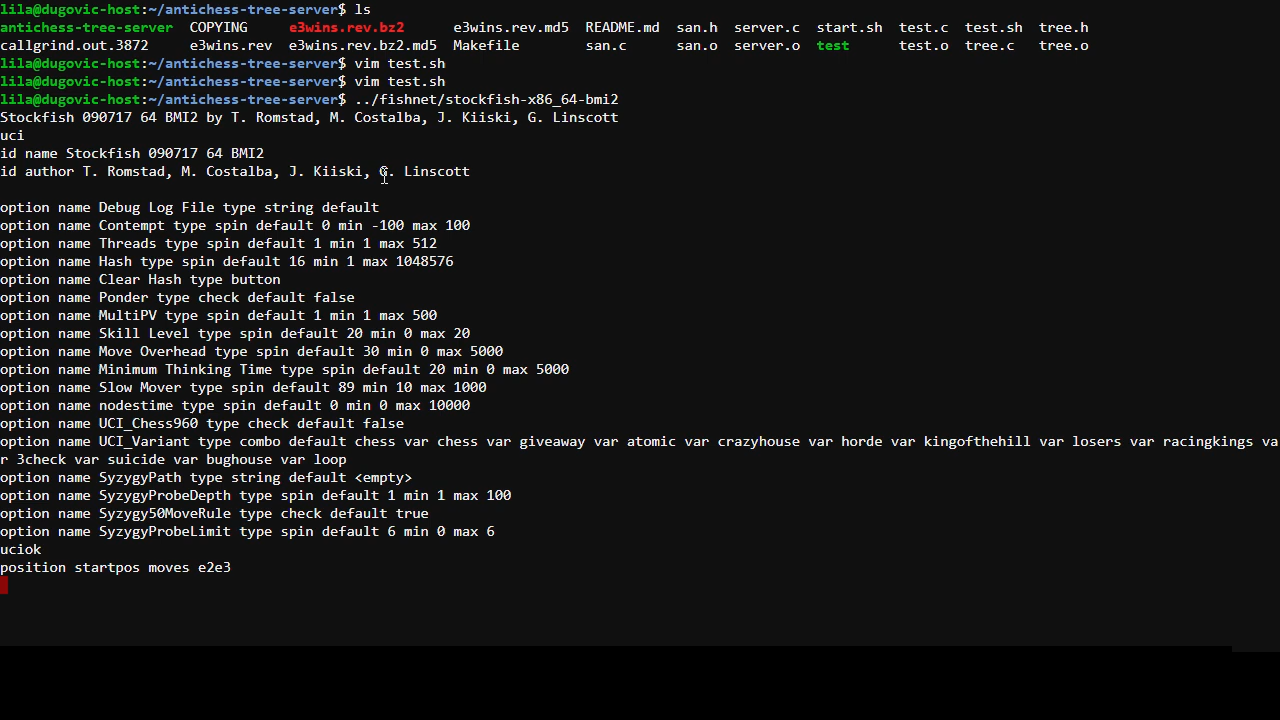 lila@dugovic-host:~/antichess-tree-server$ ls
antichess-tree-server  COPYING     e3wins.rev.bz2      e3wins.rev.md5  README.md  san.h  server.c  start.sh  test.c  test.sh  tree.h
callgrind.out.3872     e3wins.rev  e3wins.rev.bz2.md5  Makefile        san.c      san.o  server.o  test      test.o  tree.c   tree.o
lila@dugovic-host:~/antichess-tree-server$ vim test.sh
lila@dugovic-host:~/antichess-tree-server$ vim test.sh
lila@dugovic-host:~/antichess-tree-server$ ../fishnet/stockfish-x86_64-bmi2
Stockfish 090717 64 BMI2 by T. Romstad, M. Costalba, J. Kiiski, G. Linscott
uci
id name Stockfish 090717 64 BMI2
id author T. Romstad, M. Costalba, J. Kiiski, G. Linscott
option name Debug Log File type string default
option name Contempt type spin default 0 min -100 max 100
option name Threads type spin default 1 min 1 max 512
option name Hash type spin default 16 min 1 max 1048576
option name Clear Hash type button
option name Ponder type check default false
option name MultiPV type spin default 1 min 1 max 500
option name Skill Level type spin default 20 min 0 max 20
option name Move Overhead type spin default 30 min 0 max 5000
option name Minimum Thinking Time type spin default 20 min 0 max 5000
option name Slow Mover type spin default 89 min 10 max 1000
option name nodestime type spin default 0 min 0 max 10000
option name UCI_Chess960 type check default false
option name UCI_Variant type combo default chess var chess var giveaway var atomic var crazyhouse var horde var kingofthehill var losers var racingkings va
r 3check var suicide var bughouse var loop
option name SyzygyPath type string default <empty>
option name SyzygyProbeDepth type spin default 1 min 1 max 100
option name Syzygy50MoveRule type check default true
option name SyzygyProbeLimit type spin default 6 min 0 max 6
uciok
position startpos moves e2e3